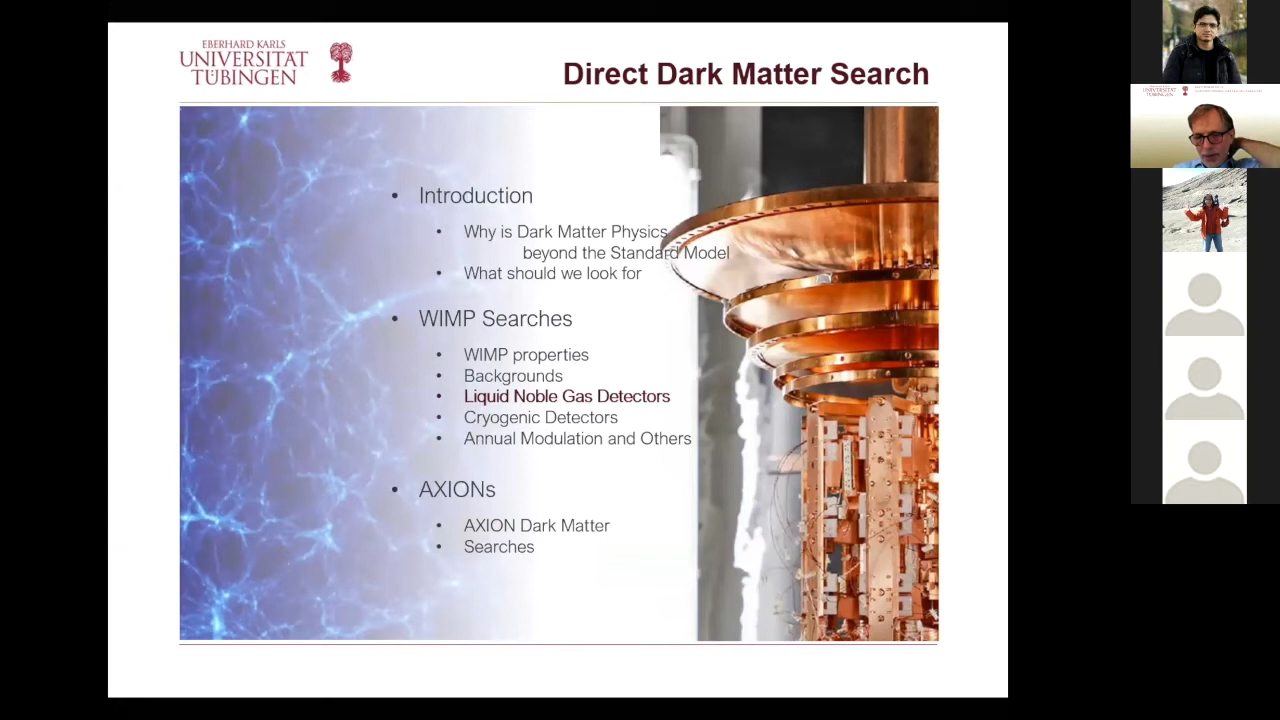 EBERHARD KARLS
UNIVERSITÄT
TÜBINGEN
Direct Dark Matter Search
• Introduction
• Why is Dark Matter Physics
beyond the Standard Model
• What should we look for
• WIMP Searches
• WIMP properties
• Backgrounds
• Liquid Noble Gas Detectors
• Cryogenic Detectors
• Annual Modulation and Others
• AXIONs
• AXION Dark Matter
• Searches
UNIVERSITÄT
TÜBINGEN